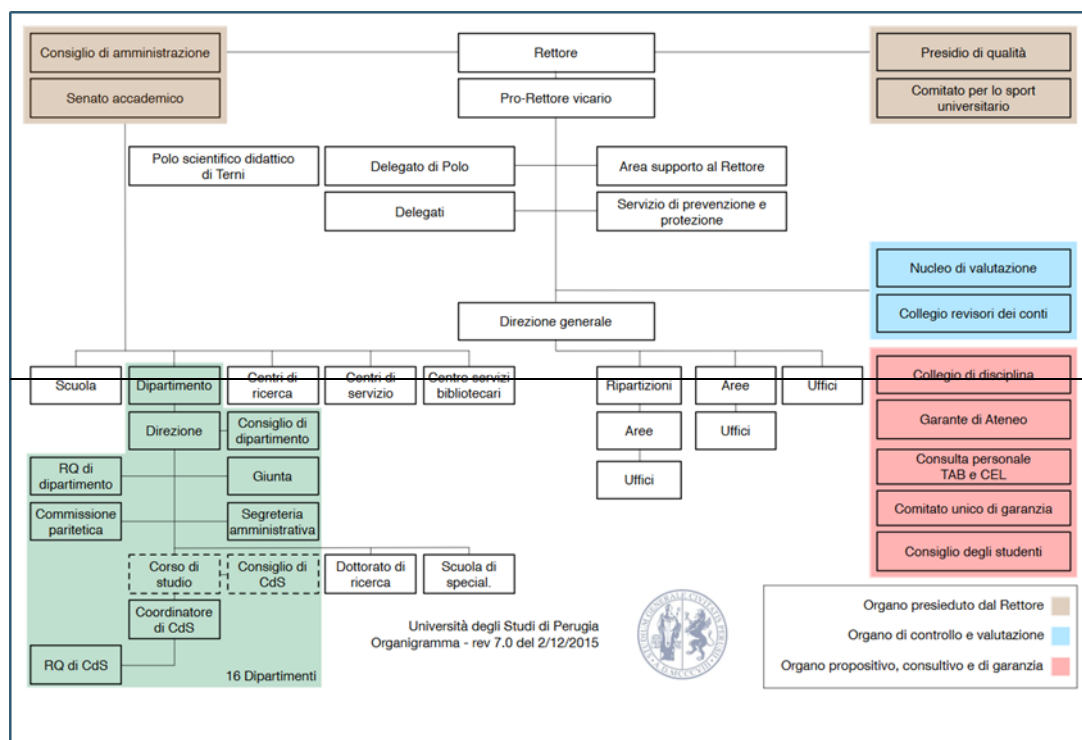 Consiglio di amministrazione
Rettore
Presidio di qualità
Senato accademico
Pro-Rettore vicario
Comitato per lo sport
universitario
Polo scientifico didattico
di Terni
Delegato di Polo
Area supporto al Rettore
Delegati
Servizio di prevenzione e
protezione
Nucleo di valutazione
Direzione generale
Collegio revisori dei conti
Scuola
Dipartimento
Centri di
ricerca
Centri di
servizio
Centro servizi
bibliotecari
Ripartizioni
Aree
Uffici
Collegio di disciplina
Direzione
Consiglio di
dipartimento
Aree
Uffici
Garante di Ateneo
RQ di
dipartimento
Giunta
Uffici
Consulta personale
TAB e CEL
Commissione
paritetica
Segreteria
amministrativa
Comitato unico di garanzia
Corso di
studio
Consiglio di
CdS
Dottorato di
ricerca
Scuola di
special.
Consiglio degli studenti
Coordinatore
di CdS
RQ di CdS
16 Dipartimenti
Università degli Studi di Perugia
Organigramma - rev 7.0 del 2/12/2015
Organo presieduto dal Rettore
Organo di controllo e valutazione
Organo propositivo, consultivo e di garanzia